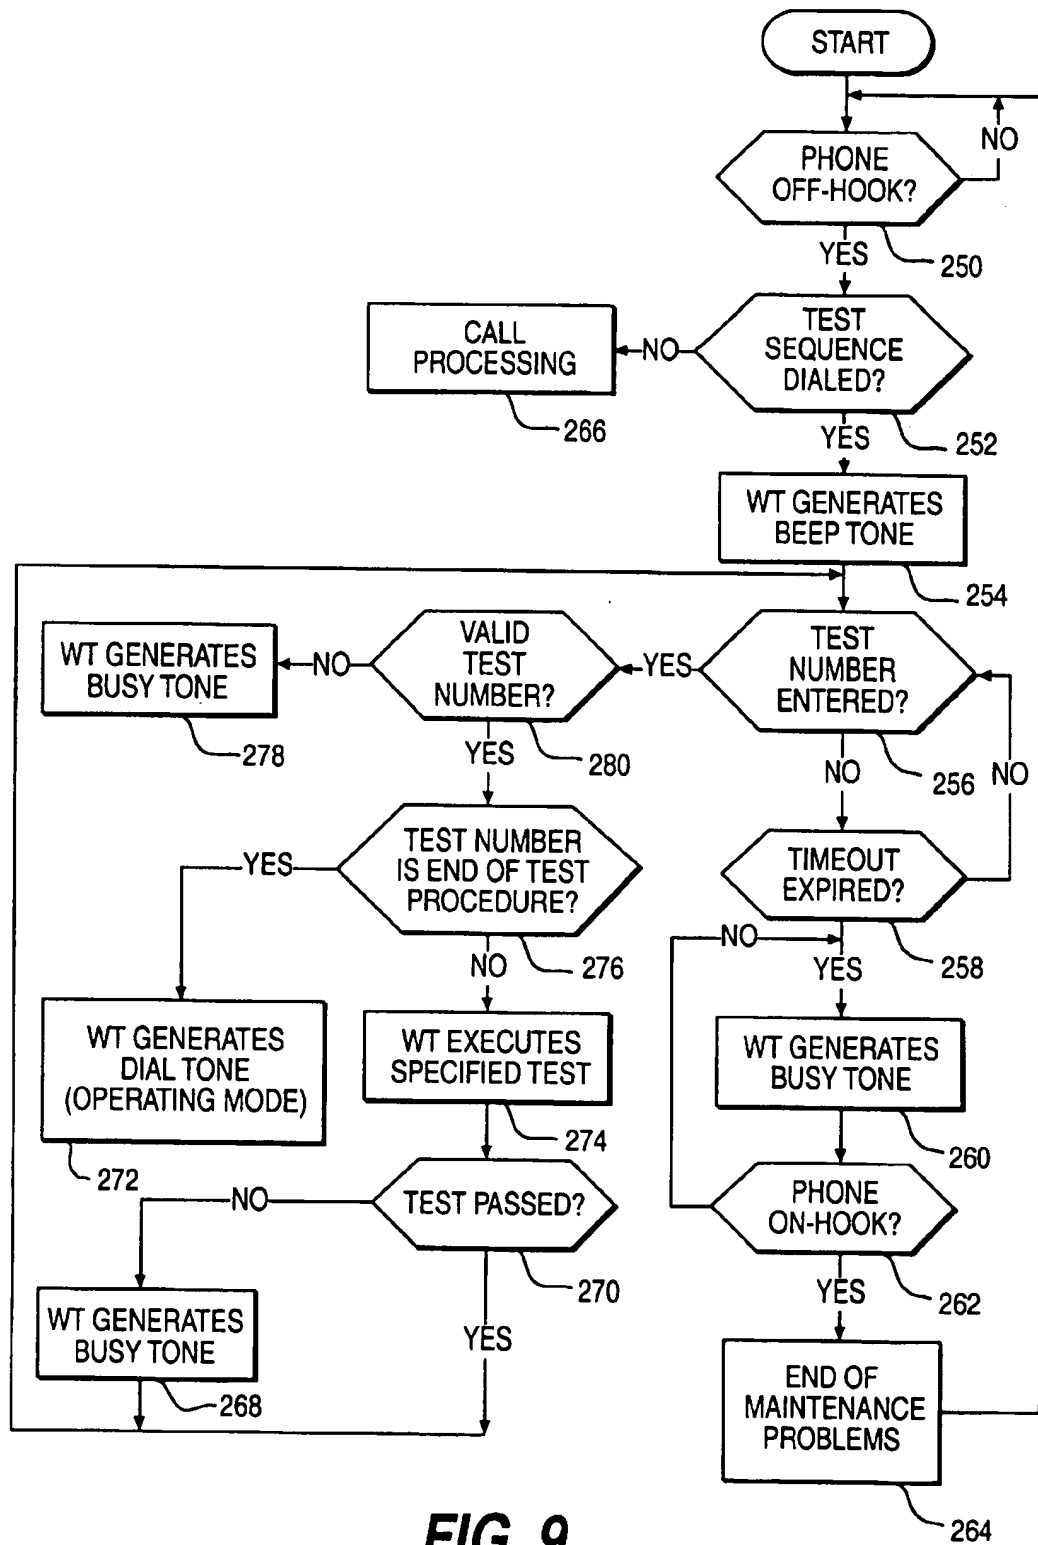 START
NO
PHONE
OFF-HOOK?
250
YES
TEST
SEQUENCE
DIALED?
252
NO
CALL
PROCESSING
266
YES
WT GENERATES
BEEP TONE
254
TEST
NUMBER
ENTERED?
256
YES
VALID
TEST
NUMBER?
280
NO
WT GENERATES
BUSY TONE
278
YES
NO
NO
TEST NUMBER
IS END OF TEST
PROCEDURE?
276
YES
TIMEOUT
EXPIRED?
258
NO
NO
YES
WT GENERATES
DIAL TONE
(OPERATING MODE)
272
WT EXECUTES
SPECIFIED TEST
274
WT GENERATES
BUSY TONE
260
TEST PASSED?
270
NO
PHONE
ON-HOOK?
262
YES
WT GENERATES
BUSY TONE
268
YES
END OF
MAINTENANCE
PROBLEMS
264
FIG. 9